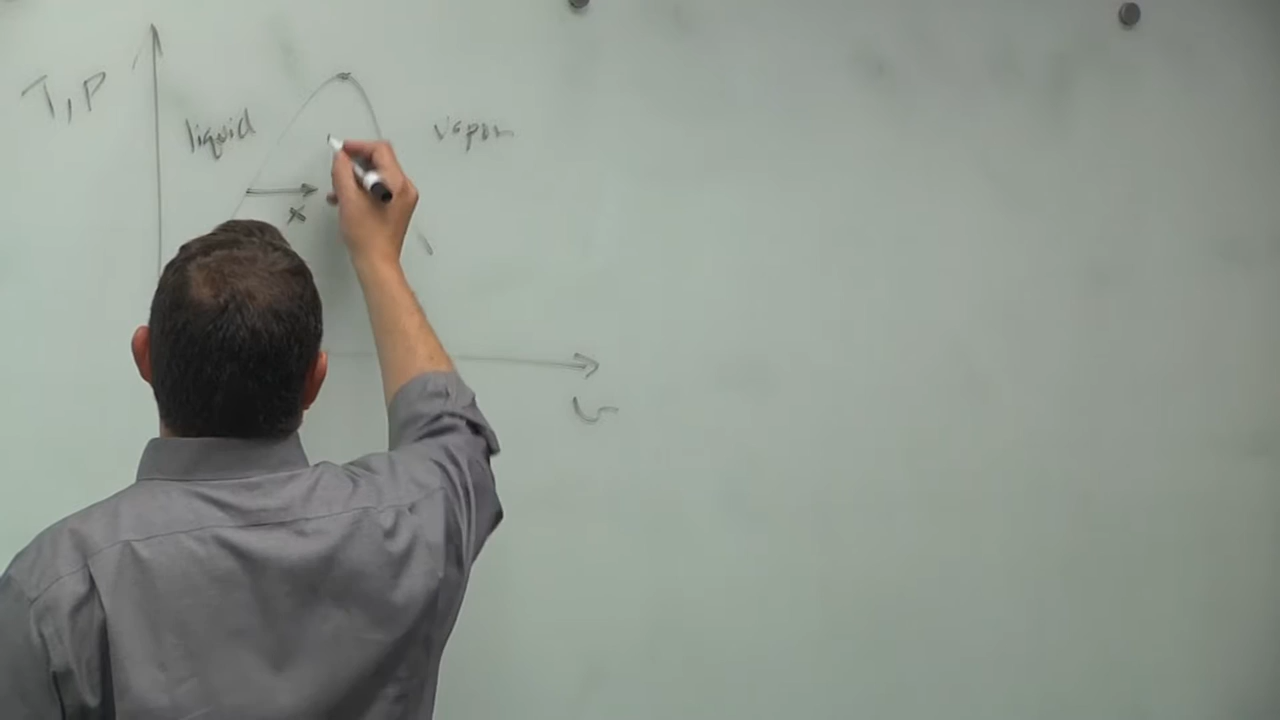 T, P
liquid
vapor
x
v